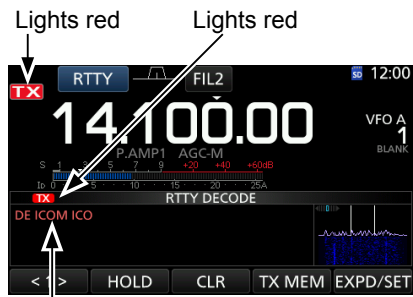 Lights red Lights red
TX RTTY FIL2 SD 12:00
14.100.00
VFO A
1
BLANK
P.AMP1 AGC-M
S 1 3 5 7 9 +20 +40 +60dB
ID 0 5 10 15 20 25A
TX RTTY DECODE
DE ICOM ICO
< 1 > HOLD CLR TX MEM EXPD/SET